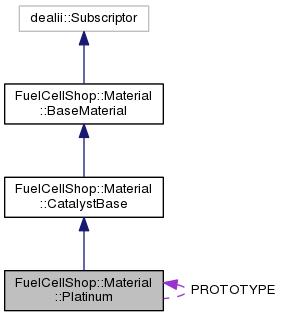 dealii::Subscriptor
FuelCellShop::Material
::BaseMaterial
FuelCellShop::Material
::CatalystBase
FuelCellShop::Material
::Platinum
PROTOTYPE